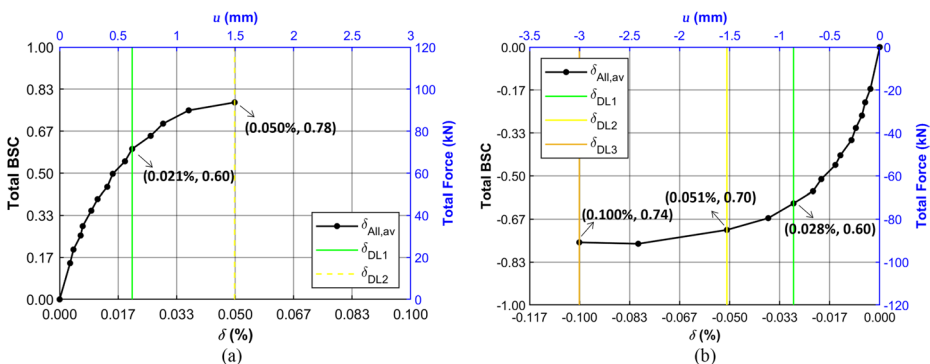 u (mm)
0 0.5 1 1.5 2 2.5 3
(a)
1.00 0.83 0.67 0.50 0.33 0.17 0.00
Total BSC
120 100 80 60 40 20 0
Total Force (kN)
(0.050%, 0.78)
(0.021%, 0.60)
δAll,av
δDL1
δDL2
0.000 0.017 0.033 0.050 0.067 0.083 0.100
δ (%)
(a)
u (mm)
-3.5 -3 -2.5 -2 -1.5 -1 -0.5 0
(b)
0.00 -0.17 -0.33 -0.50 -0.67 -0.83 -1.00
Total BSC
0 -20 -40 -60 -80 -100 -120
Total Force (kN)
δAll,av
δDL1
δDL2
δDL3
(0.051%, 0.70)
(0.100%, 0.74)
(0.028%, 0.60)
-0.117 -0.100 -0.083 -0.067 -0.050 -0.033 -0.017 0.000
δ (%)
(b)